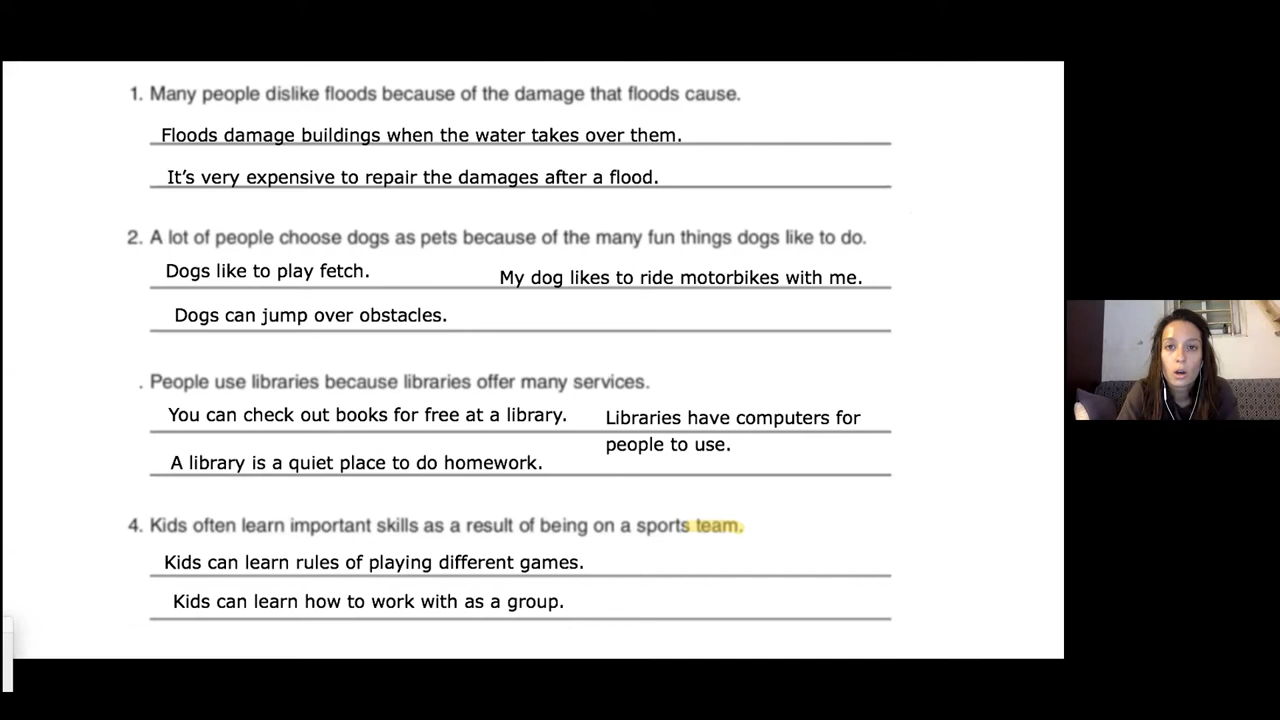 1. Many people dislike floods because of the damage that floods cause.
Floods damage buildings when the water takes over them.
It's very expensive to repair the damages after a flood.
2. A lot of people choose dogs as pets because of the many fun things dogs like to do.
Dogs like to play fetch.
My dog likes to ride motorbikes with me.
Dogs can jump over obstacles.
. People use libraries because libraries offer many services.
You can check out books for free at a library.
Libraries have computers for
people to use.
A library is a quiet place to do homework.
4. Kids often learn important skills as a result of being on a sports team.
Kids can learn rules of playing different games.
Kids can learn how to work with as a group.